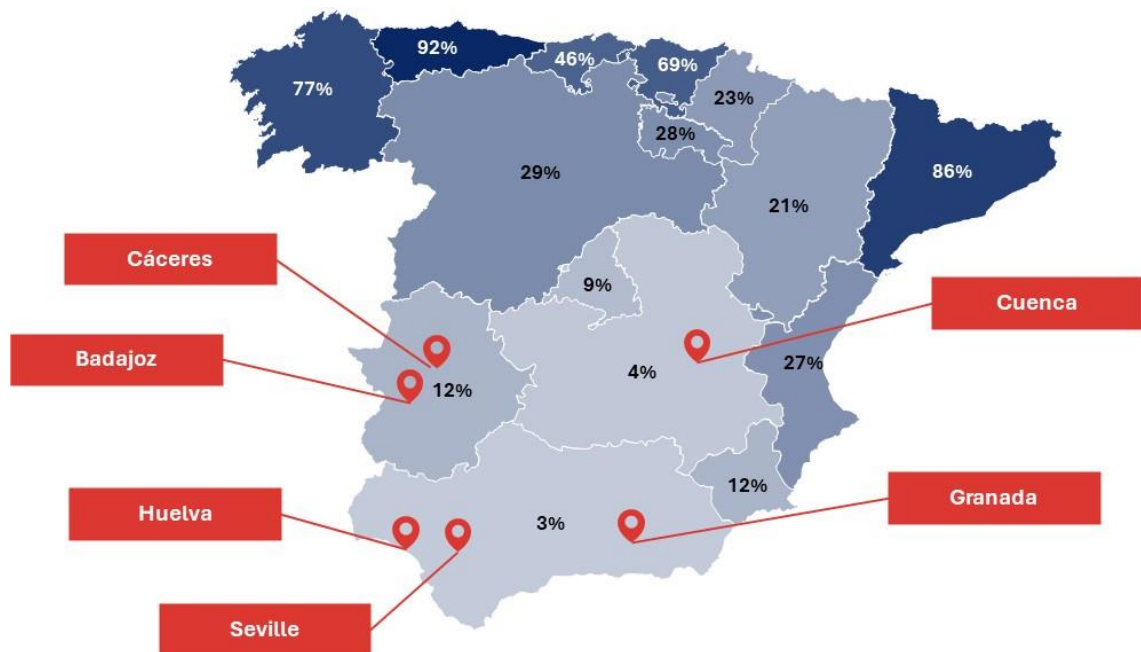 92%
46%
69%
77%
23%
28%
29%
86%
21%
Cáceres
9%
Cuenca
Badajoz
27%
4%
12%
12%
Granada
Huelva
3%
Seville